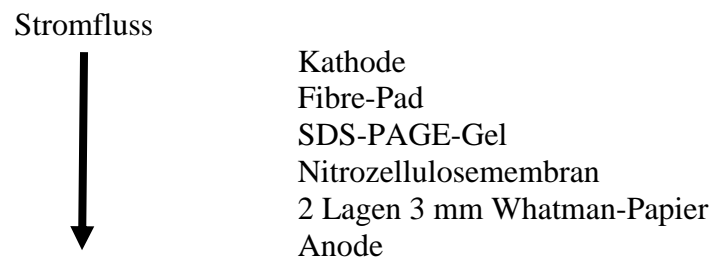 Stromfluss
Kathode
Fibre-Pad
SDS-PAGE-Gel
Nitrozellulosemembran
2 Lagen 3 mm Whatman-Papier
Anode